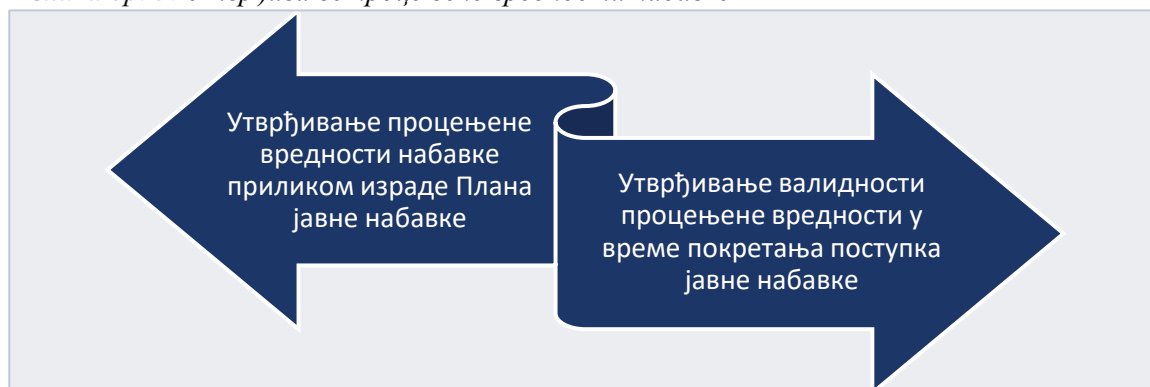 Утврђивање процењене
вредности набавке
приликом израде Плана
јавне набавке
Утврђивање валидности
процењене вредности у
време покретања поступка
јавне набавке